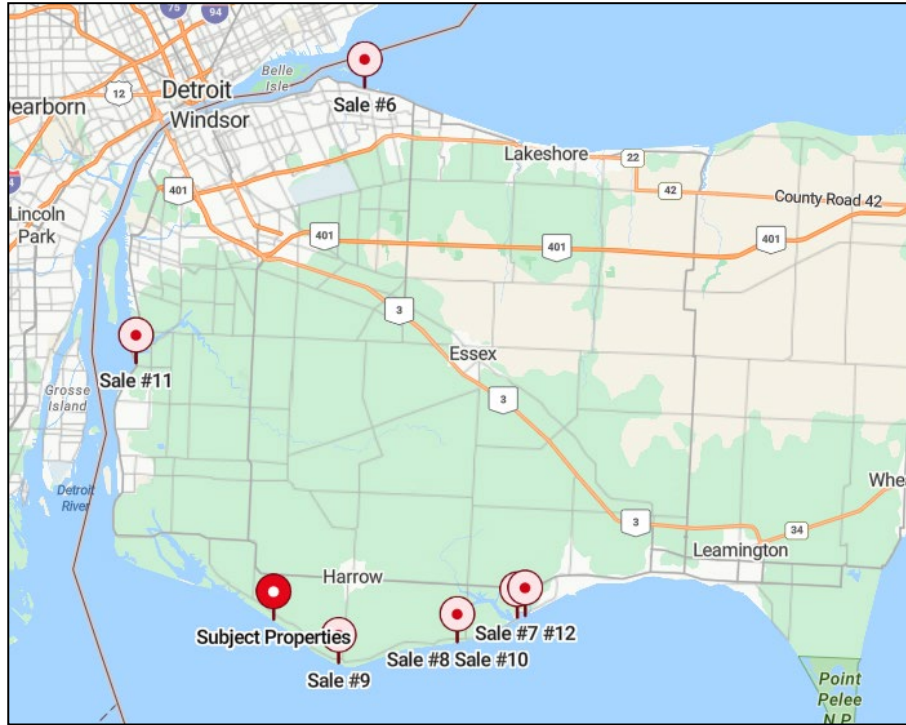 75
94
Belle
Isle
Sale #6
12
Detroit
Dearborn
Windsor
Lakeshore
22
42
County Road 42
401
Lincoln
Park
401
401
401
3
Essex
Sale #11
Grosse
Island
3
Whea
Detroit
River
3
34
Leamington
Harrow
Subject Properties
Sale #7 #12
Sale #8 Sale #10
Sale #9
Point
Pelee
N.P.